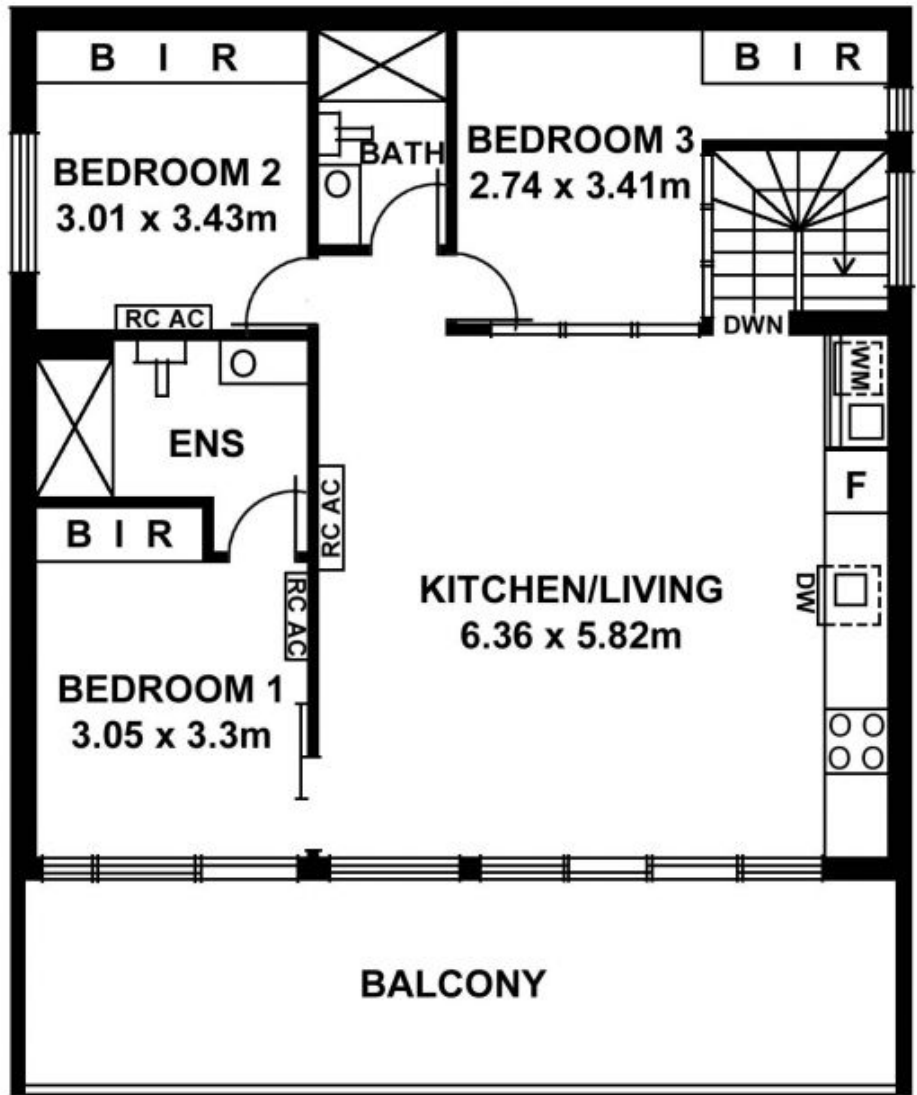 B I R
BEDROOM 2
3.01 x 3.43m
RC AC
BATH
B I R
BEDROOM 3
2.74 x 3.41m
DWN
ENS
B I R
RC AC
RC AC
BEDROOM 1
3.05 x 3.3m
KITCHEN/LIVING
6.36 x 5.82m
WM
F
DW
BALCONY